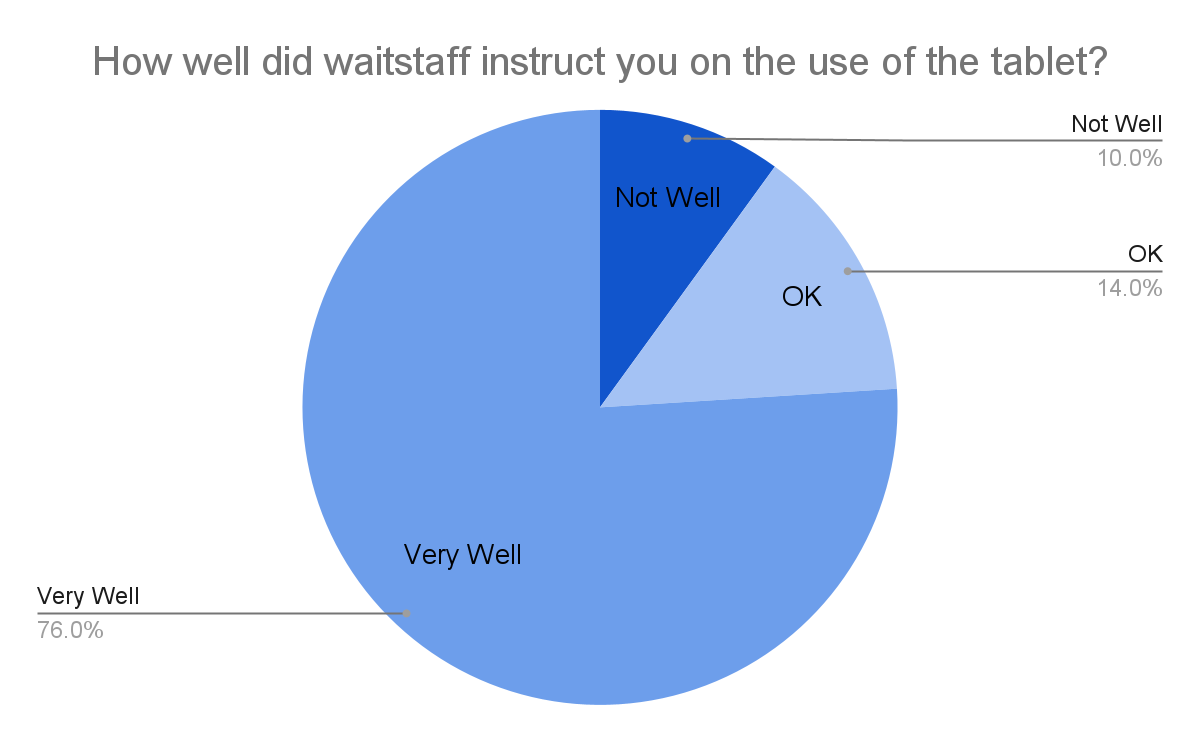 How well did waitstaff instruct you on the use of the tablet?
Not Well
10.0%
Not Well
OK
14.0%
OK
Very Well
Very Well
76.0%